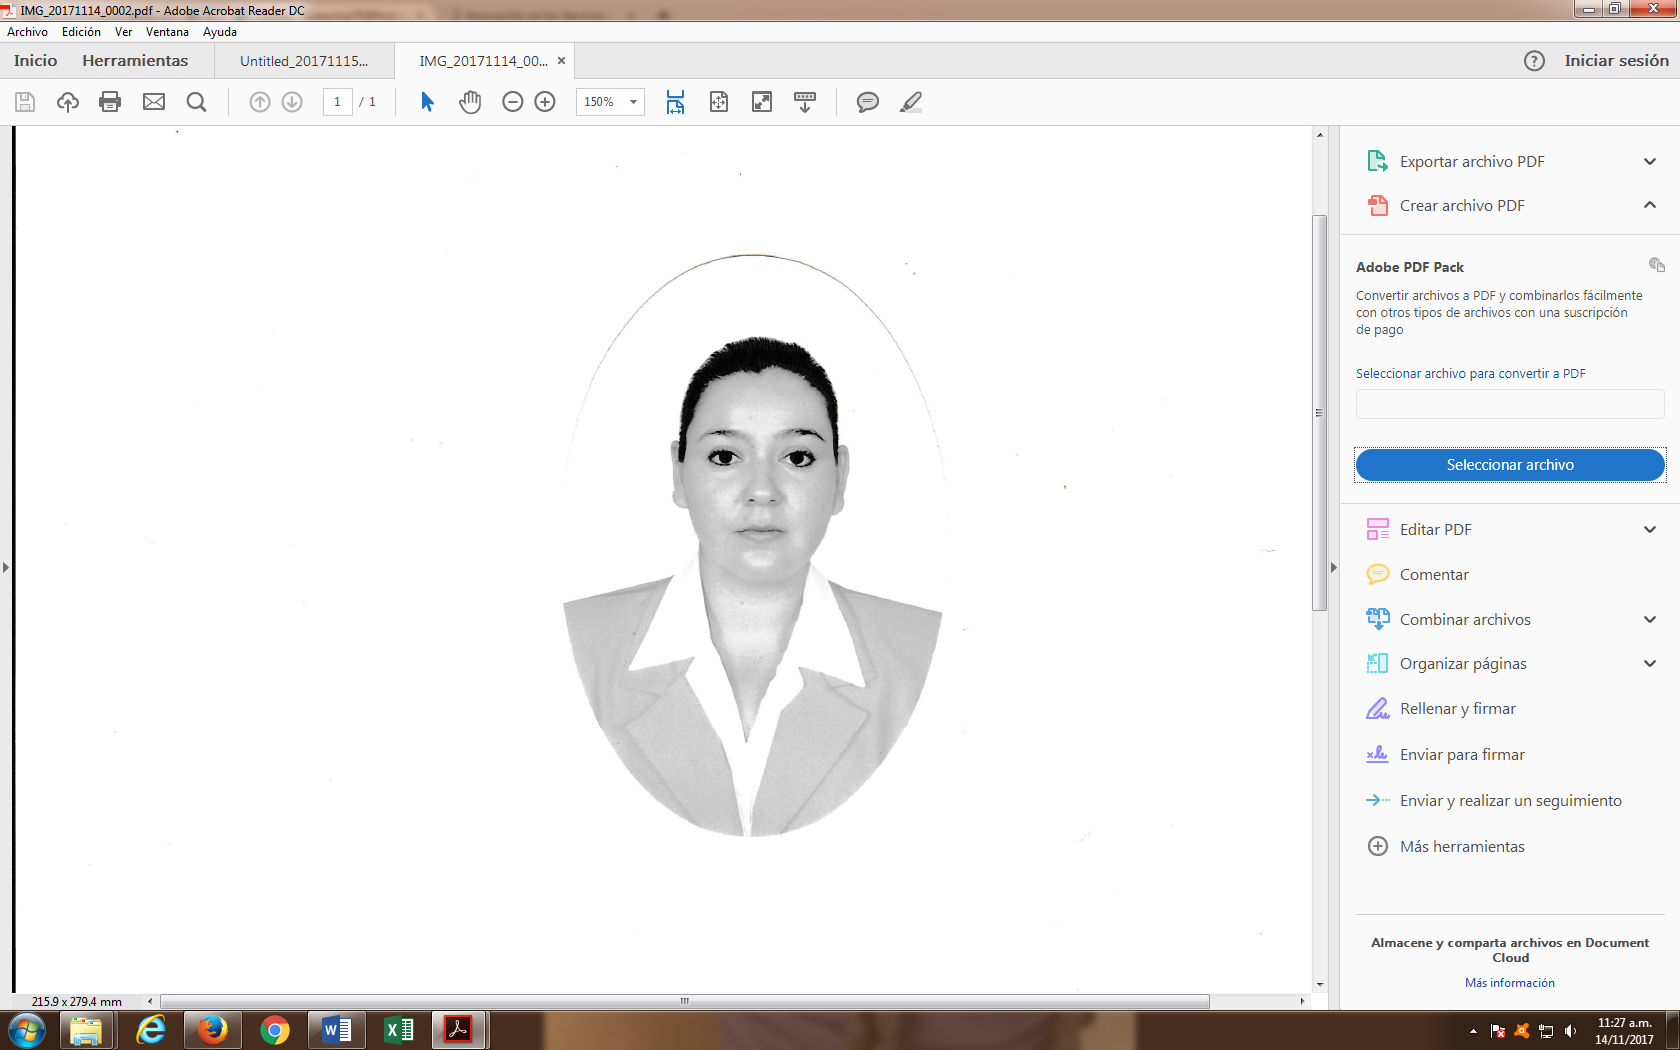 IMG_20171114_0002.pdf - Adobe Acrobat Reader DC
Archivo Edición Ver Ventana Ayuda
Inicio Herramientas Untitled_20171115... IMG_20171114_00... × ? Iniciar sesión
1 / 1 150%
Exportar archivo PDF
Crear archivo PDF
Adobe PDF Pack
Convertir archivos a PDF y combinarlos fácilmente
con otros tipos de archivos con una suscripción
de pago
Seleccionar archivo para convertir a PDF
Seleccionar archivo
Editar PDF
Comentar
Combinar archivos
Organizar páginas
Rellenar y firmar
Enviar para firmar
Enviar y realizar un seguimiento
Más herramientas
Almacene y comparta archivos en Document
Cloud
Más información
215.9 x 279.4 mm
11:27 a.m.
14/11/2017